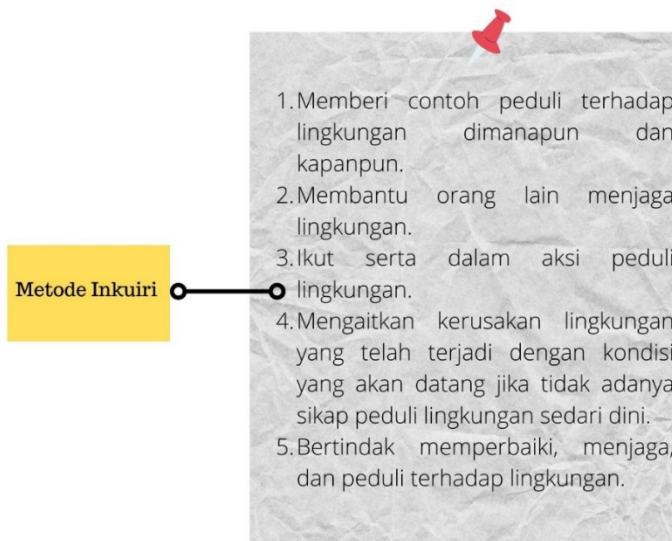 Metode Inkuiri
1. Memberi contoh peduli terhadap
lingkungan dimanapun dan
kapanpun.
2. Membantu orang lain menjaga
lingkungan.
3. Ikut serta dalam aksi peduli
lingkungan.
4. Mengaitkan kerusakan lingkungan
yang telah terjadi dengan kondisi
yang akan datang jika tidak adanya
sikap peduli lingkungan sedari dini.
5. Bertindak memperbaiki, menjaga,
dan peduli terhadap lingkungan.